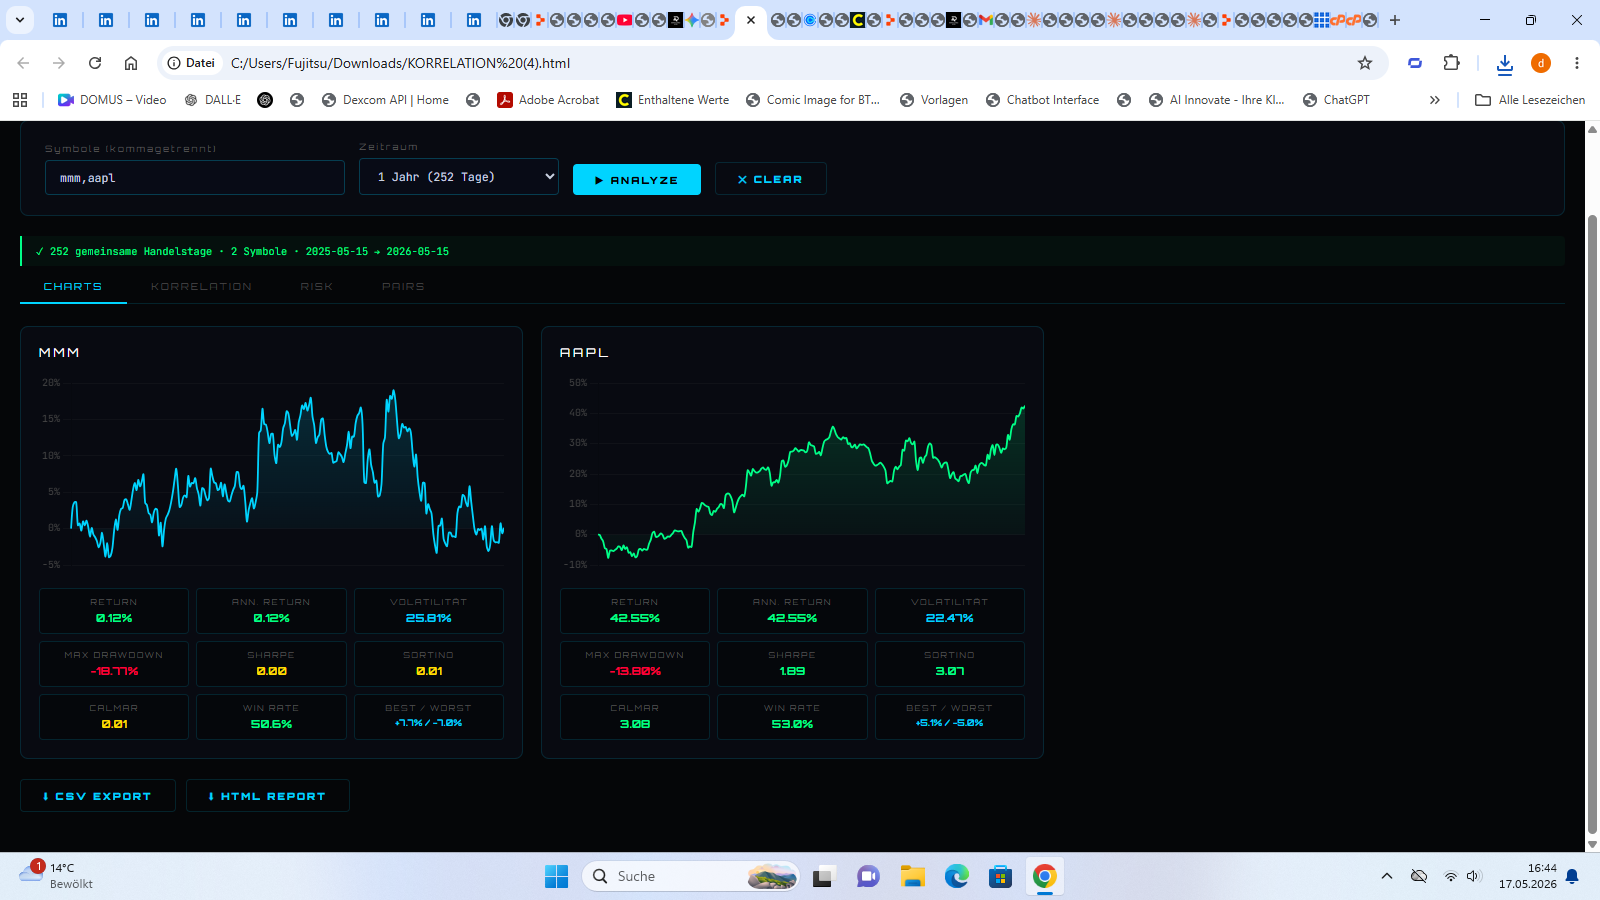 Datei
C:/Users/Fujitsu/Downloads/KORRELATION%20(4).html
DOMUS – Video
DALL·E
Dexcom API | Home
Adobe Acrobat
Enthaltene Werte
Comic Image for BT...
Vorlagen
Chatbot Interface
AI Innovate - Ihre KI...
ChatGPT
Alle Lesezeichen
Symbole (kommagetrennt)
Zeitraum
mmm,aapl
1 Jahr (252 Tage)
▶ ANALYZE
✕ CLEAR
✓ 252 gemeinsame Handelstage · 2 Symbole · 2025-05-15 → 2026-05-15
CHARTS
KORRELATION
RISK
PAIRS
MMM
20%
15%
10%
5%
0%
-5%
RETURN
0.12%
ANN. RETURN
0.12%
VOLATILITÄT
25.81%
MAX DRAWDOWN
-18.77%
SHARPE
0.00
SORTINO
0.01
CALMAR
0.01
WIN RATE
50.6%
BEST / WORST
+7.7% / -7.0%
AAPL
50%
40%
30%
20%
10%
0%
-10%
RETURN
42.55%
ANN. RETURN
42.55%
VOLATILITÄT
22.47%
MAX DRAWDOWN
-13.80%
SHARPE
1.89
SORTINO
3.07
CALMAR
3.08
WIN RATE
53.0%
BEST / WORST
+5.1% / -5.0%
⬇ CSV EXPORT
⬇ HTML REPORT
1
14°C
Bewölkt
Suche
16:44
17.05.2026